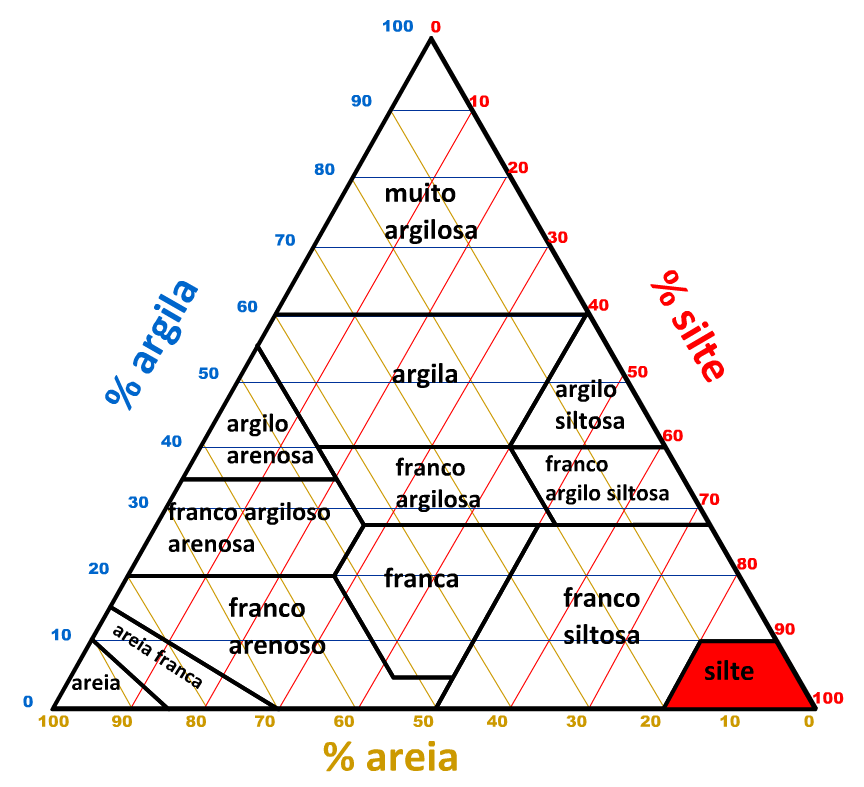 100 0
90 10
80 20
muito
argilosa
70 30
60 40
% argila
% silte
argila
50 50
argilo
siltosa
argilo
arenosa
40 60
franco
argilosa
franco
argilo siltosa
30 70
franco argiloso
arenosa
20 80
franca
franco
arenoso
franco
siltosa
10 90
areia franca
areia
silte
0 100
100 90 80 70 60 50 40 30 20 10 0
% areia